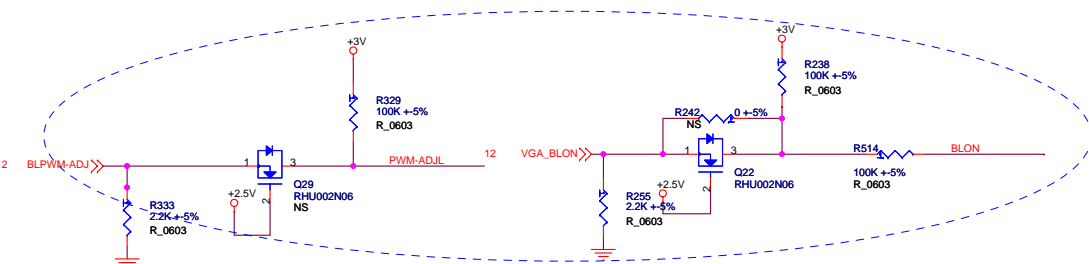 +3V
R329
100K +-5%
R_0603
2
BLPWM-ADJ
1
3
PWM-ADJL
12
Q29
RHU002N06
NS
2
+2.5V
R333
2.2K +-5%
R_0603
+3V
R238
100K +-5%
R_0603
R242
0 +-5%
NS
VGA_BLON
1
3
R514
BLON
100K +-5%
R_0603
Q22
RHU002N06
2
+2.5V
R255
2.2K +-5%
R_0603